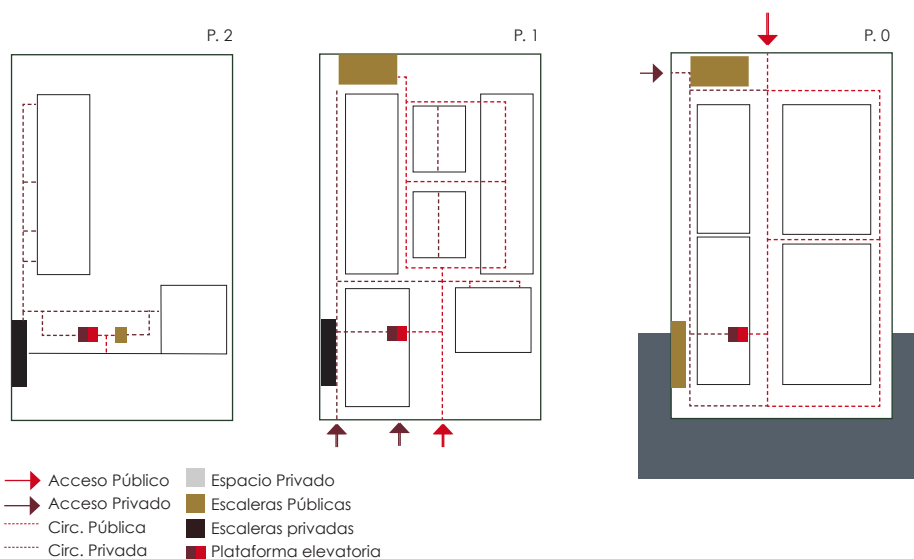 P. 2
P. 1
P. 0
Acceso Público
Acceso Privado
Circ. Pública
Circ. Privada
Espacio Privado
Escaleras Públicas
Escaleras privadas
Plataforma elevatoria